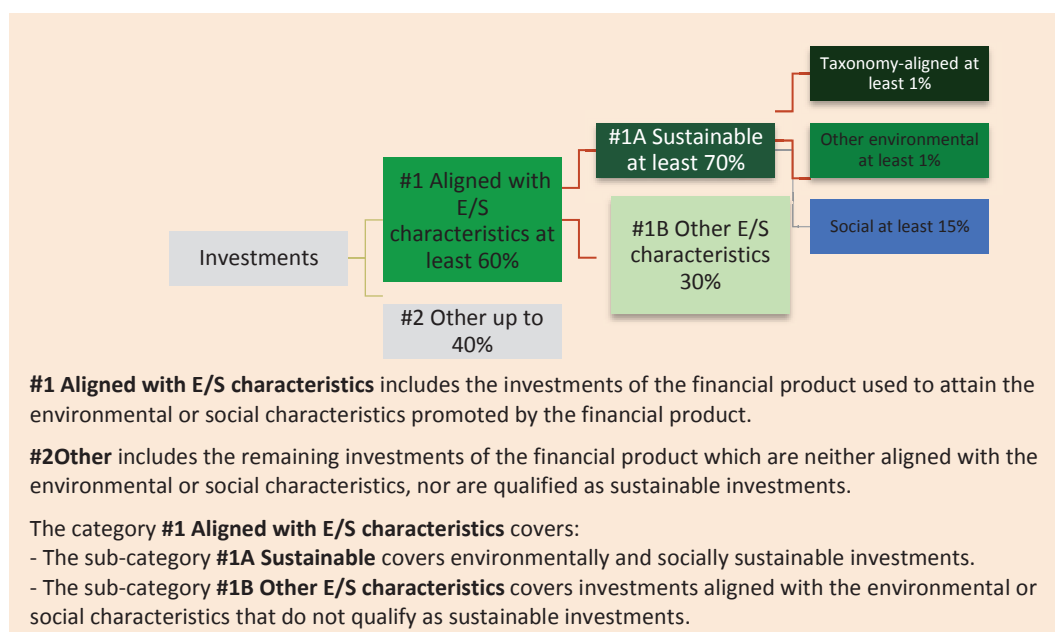 Taxonomy-aligned at
least 1%
#1A Sustainable
at least 70%
Other environmental
at least 1%
#1 Aligned with
E/S
characteristics at
least 60%
#1B Other E/S
characteristics
30%
Social at least 15%
Investments
#2 Other up to
40%
#1 Aligned with E/S characteristics includes the investments of the financial product used to attain the
environmental or social characteristics promoted by the financial product.
#2Other includes the remaining investments of the financial product which are neither aligned with the
environmental or social characteristics, nor are qualified as sustainable investments.
The category #1 Aligned with E/S characteristics covers:
- The sub-category #1A Sustainable covers environmentally and socially sustainable investments.
- The sub-category #1B Other E/S characteristics covers investments aligned with the environmental or
social characteristics that do not qualify as sustainable investments.